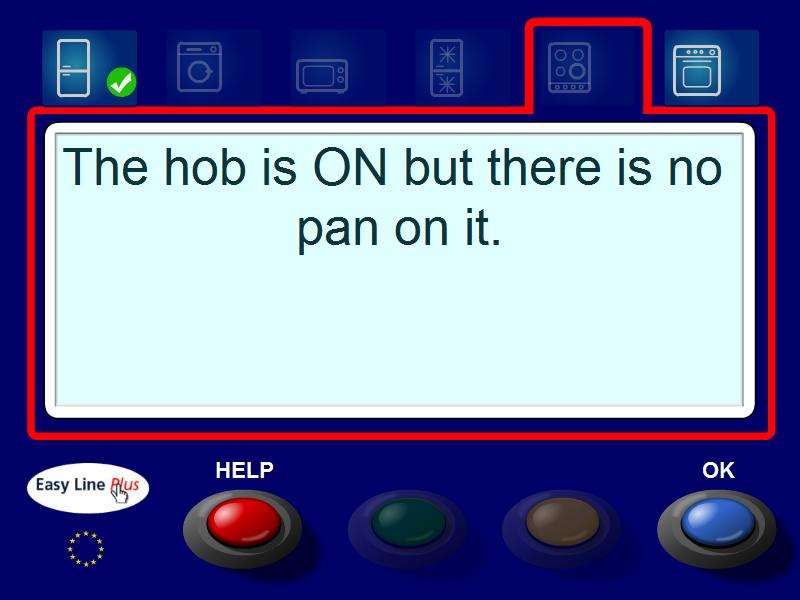 The hob is ON but there is no
pan on it.
HELP
OK
Easy Line Plus